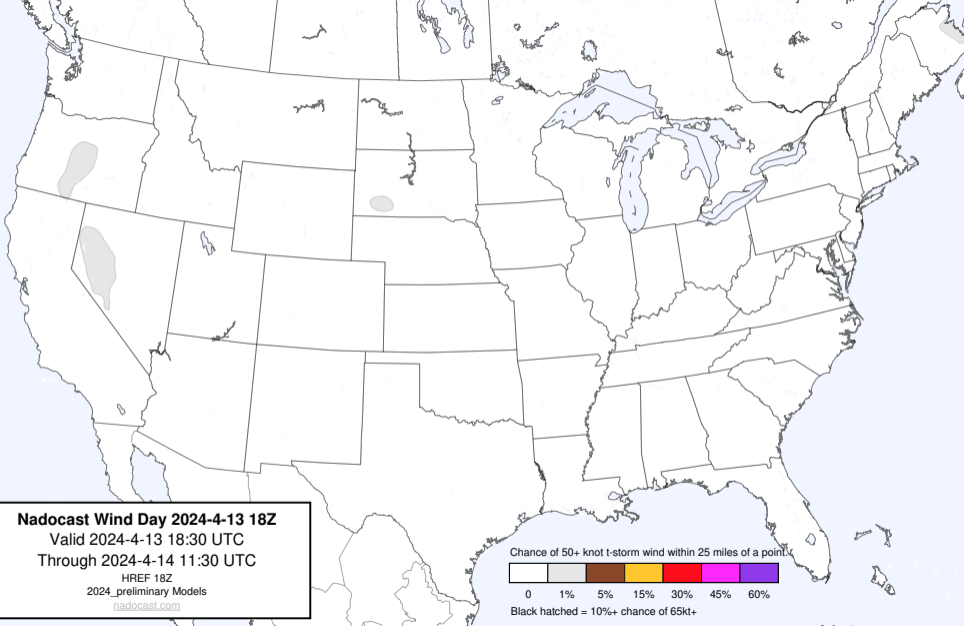 Nadocast Wind Day 2024-4-13 18Z
Valid 2024-4-13 18:30 UTC
Through 2024-4-14 11:30 UTC
HREF 18Z
2024_preliminary Models
nadocast.com
Chance of 50+ knot t-storm wind within 25 miles of a point.
0 1% 5% 15% 30% 45% 60%
Black hatched = 10%+ chance of 65kt+